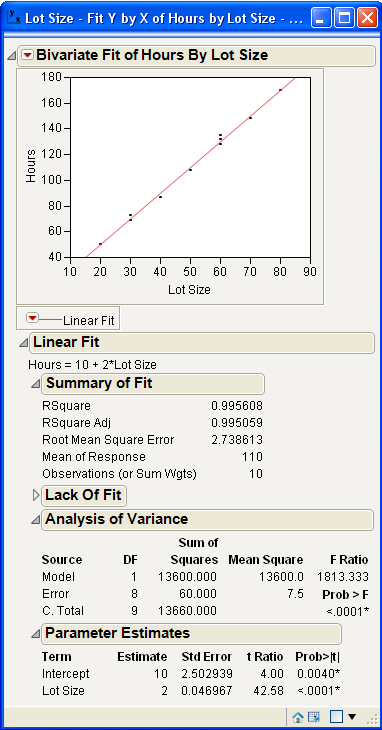 Lot Size - Fit Y by X of Hours by Lot Size - ...
Bivariate Fit of Hours By Lot Size
180
160
140
120
100
80
60
40
Hours
10 20 30 40 50 60 70 80 90
Lot Size
Linear Fit
Linear Fit
Hours = 10 + 2*Lot Size
Summary of Fit
RSquare 0.995608
RSquare Adj 0.995059
Root Mean Square Error 2.738613
Mean of Response 110
Observations (or Sum Wgts) 10
Lack Of Fit
Analysis of Variance
Sum of
Source DF Squares Mean Square F Ratio
Model 1 13600.000 13600.0 1813.333
Error 8 60.000 7.5 Prob > F
C. Total 9 13660.000 <.0001*
Parameter Estimates
Term Estimate Std Error t Ratio Prob>|t|
Intercept 10 2.502939 4.00 0.0040*
Lot Size 2 0.046967 42.58 <.0001*